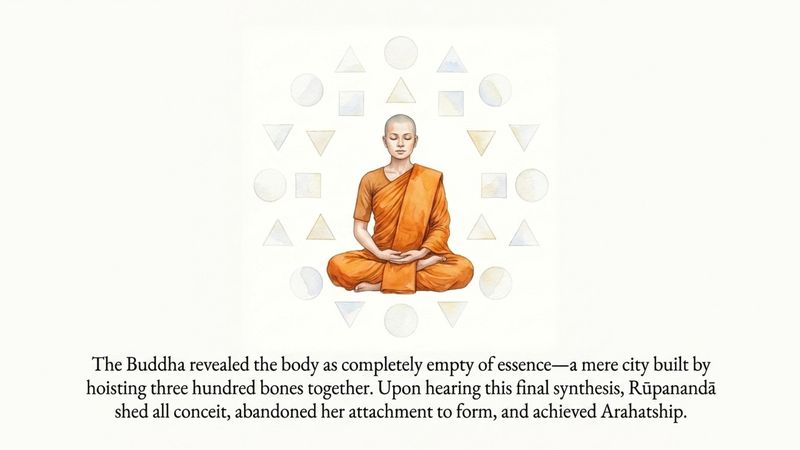 The Buddha revealed the body as completely empty of essence—a mere city built by
hoisting three hundred bones together. Upon hearing this final synthesis, Rūpanandā
shed all conceit, abandoned her attachment to form, and achieved Arahatship.